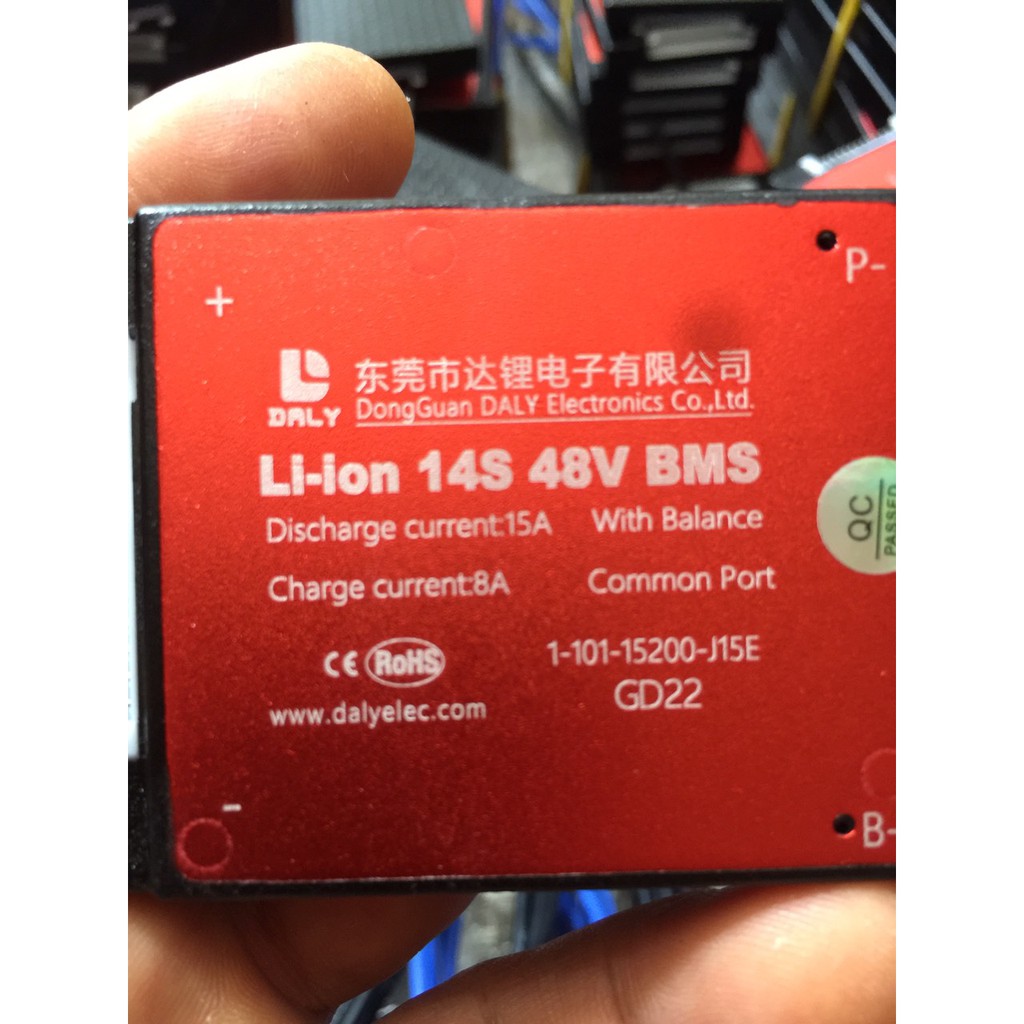 P-
+
DALY
东莞市达锂电子有限公司
DongGuan DALY Electronics Co.,Ltd.
Li-ion 14S 48V BMS
Discharge current:15A With Balance
Charge current:8A Common Port
QC PASSED
CE RoHS 1-101-15200-J15E
GD22
www.dalyelec.com
-
B-